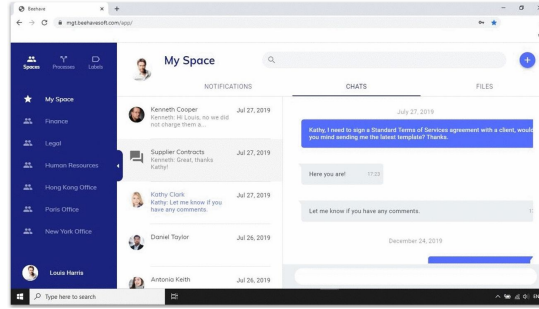 Beehave
mgt.beehavesoft.com/app/
Spaces
Processes
Labels
My Space
NOTIFICATIONS
CHATS
FILES
My Space
Finance
Legal
Human Resources
Hong Kong Office
Paris Office
New York Office
Louis Harris
Kenneth Cooper
Jul 27, 2019
Kenneth: Hi Louis, no we did
not charge them a...
Supplier Contracts
Jul 27, 2019
Kenneth: Great, thanks
Kathy!
Kathy Clark
Jul 27, 2019
Kathy: Let me know if you
have any comments.
Daniel Taylor
Jul 26, 2019
Antonia Keith
Jul 26, 2019
July 27, 2019
Kathy, I need to sign a Standard Terms of Services agreement with a client, would
you mind sending me the latest template? Thanks.
Here you are!
17:22
Let me know if you have any comments.
December 24, 2019
Type here to search
EN